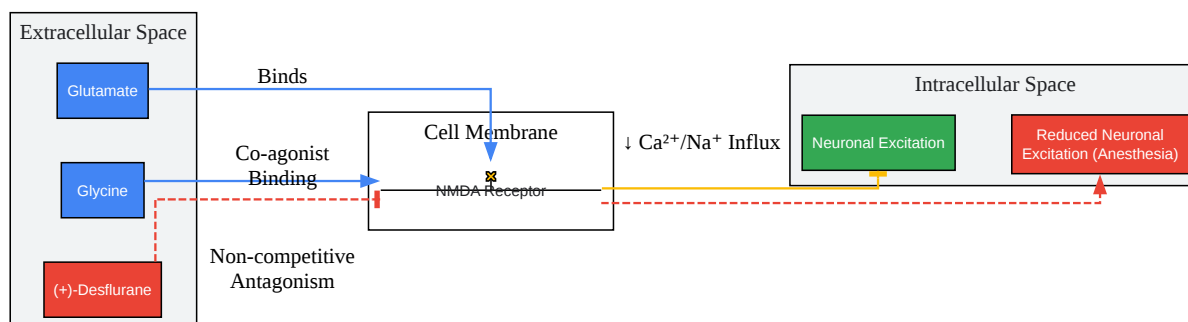 Extracellular Space
Glutamate
Binds
Glycine
Co-agonist
Binding
(+)-Desflurane
Non-competitive
Antagonism
Cell Membrane
NMDA Receptor
↓ Ca²⁺/Na⁺ Influx
Intracellular Space
Neuronal Excitation
Reduced Neuronal
Excitation (Anesthesia)